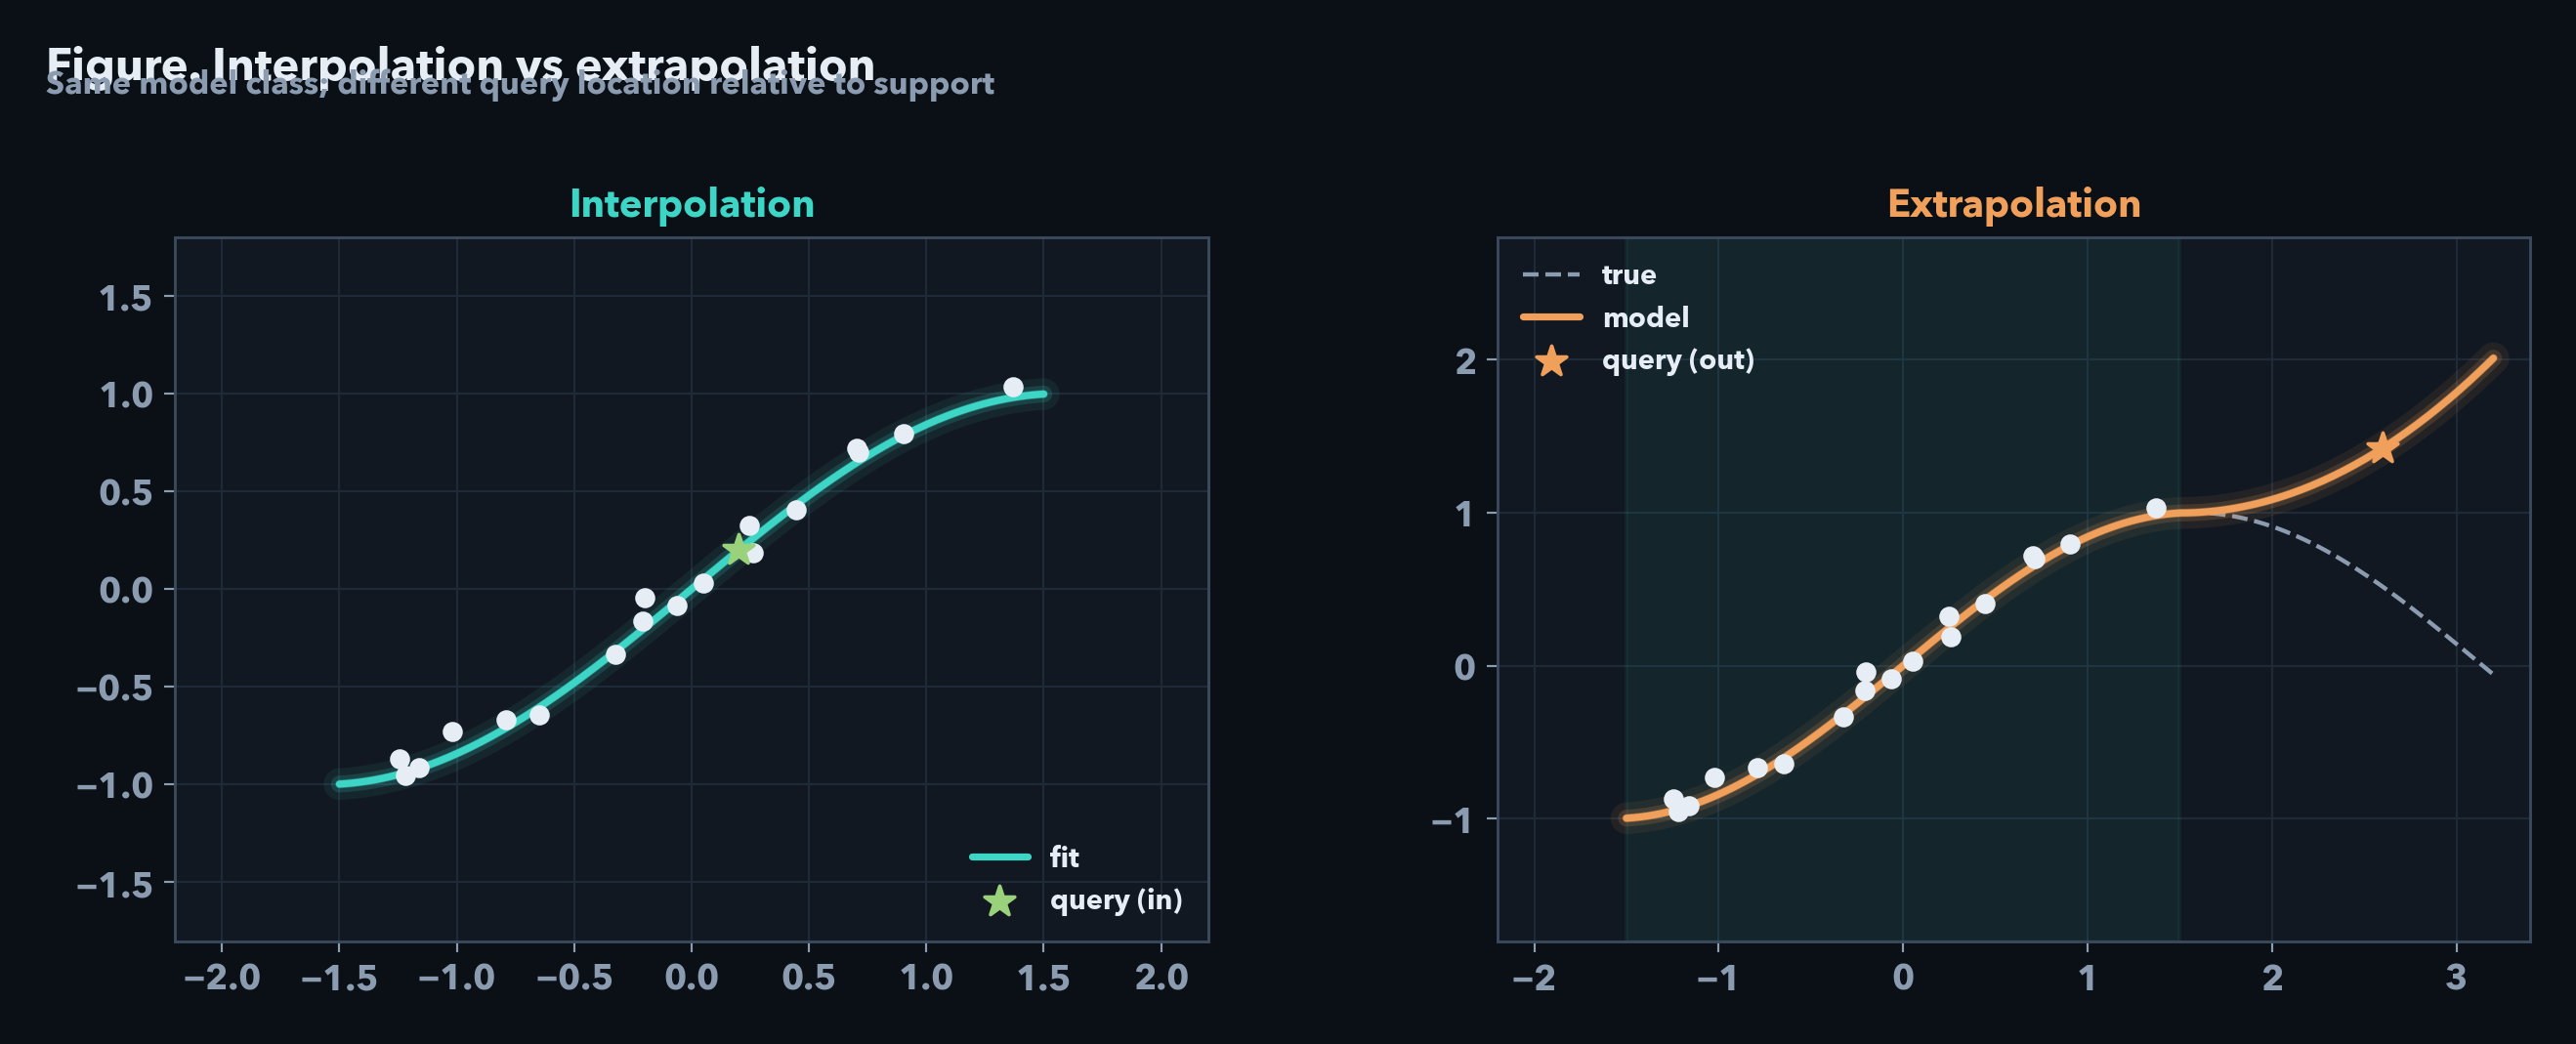 Figure. Interpolation vs extrapolation
Same model class; different query location relative to support
Interpolation
1.5
1.0
0.5
0.0
−0.5
−1.0
−1.5
−2.0 −1.5 −1.0 −0.5 0.0 0.5 1.0 1.5 2.0
fit
query (in)
Extrapolation
true
model
query (out)
2
1
0
−1
−2 −1 0 1 2 3